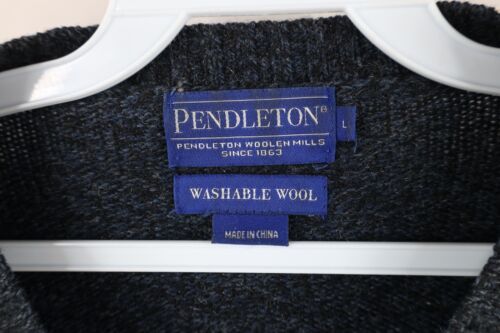 PENDLETON®
L
PENDLETON WOOLEN MILLS
SINCE 1863
WASHABLE WOOL
MADE IN CHINA